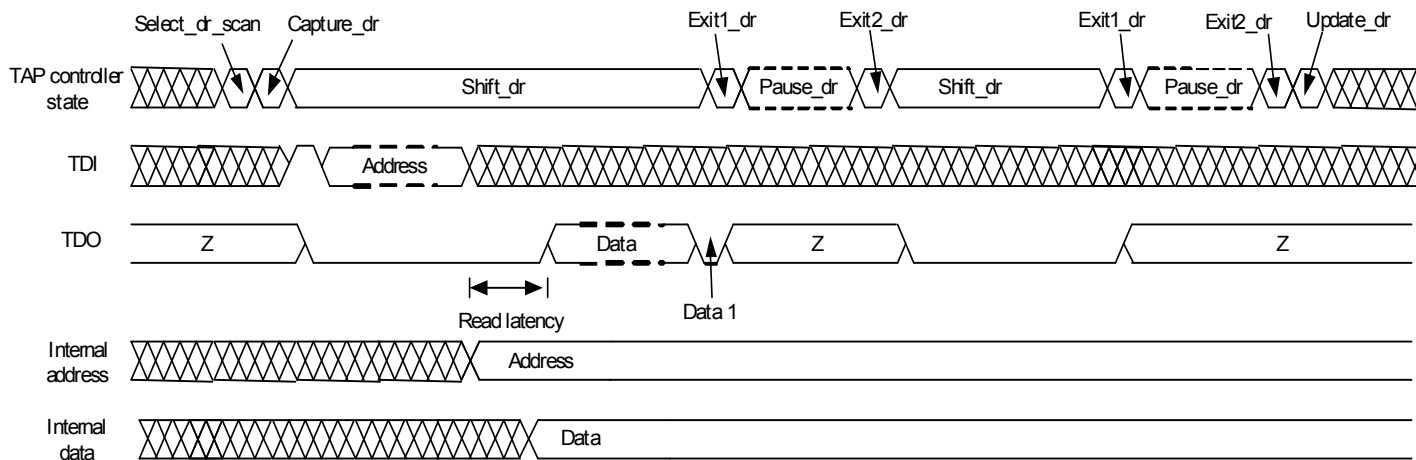 Select_dr_scan Capture_dr Exit1_dr Exit2_dr Exit1_dr Exit2_dr Update_dr
TAP controller
state
Shift_dr Pause_dr Shift_dr Pause_dr
TDI
Address
TDO
Z Data Z Z
Read latency
Data 1
Internal
address
Address
Internal
data
Data